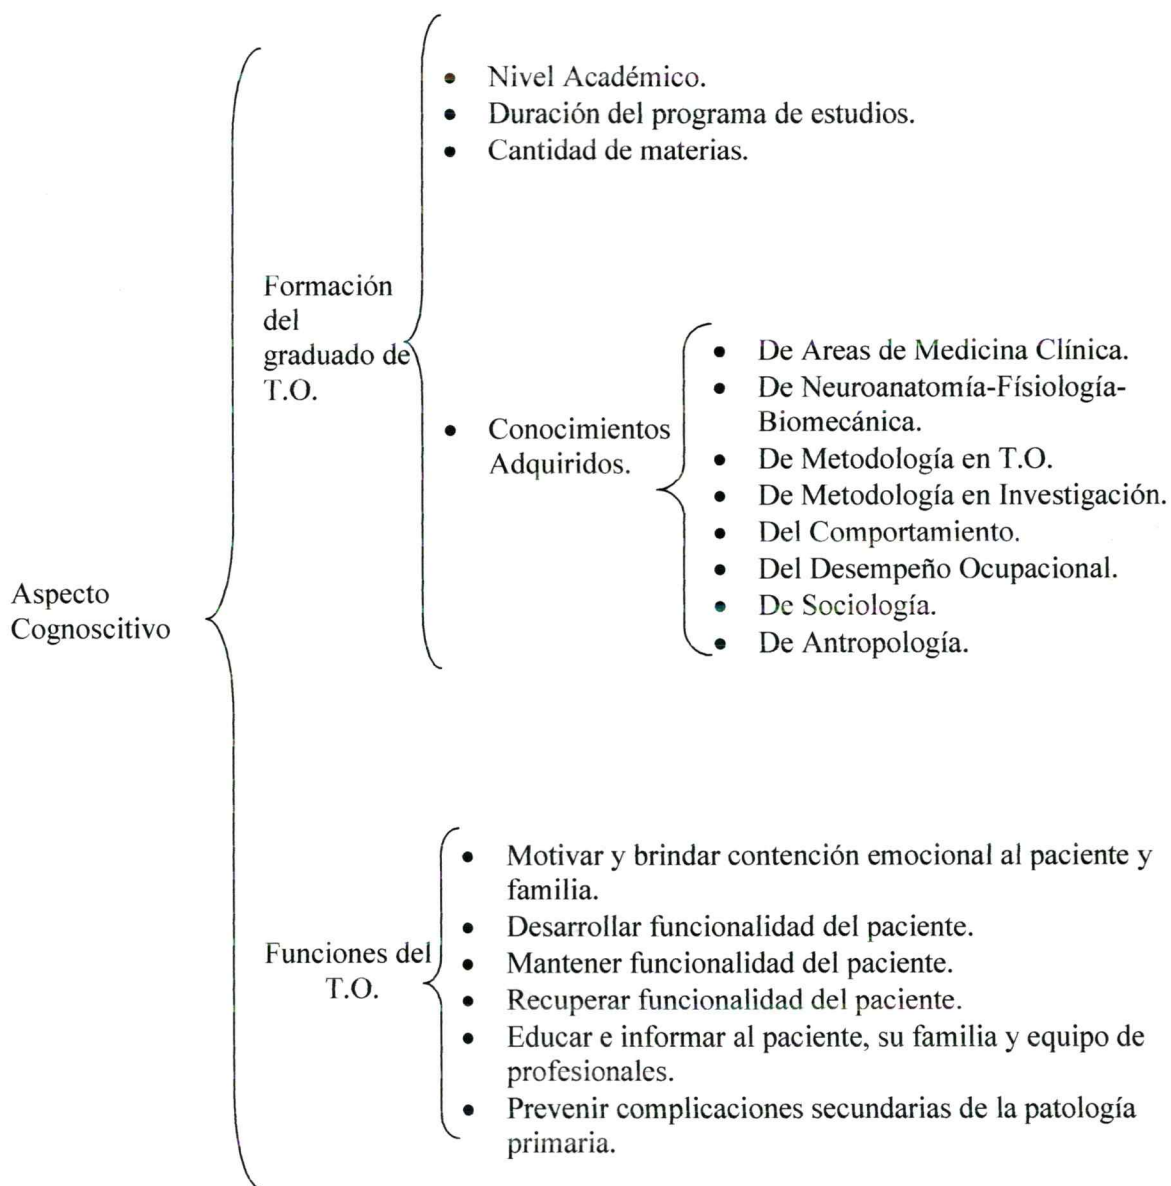 Aspecto
Cognoscitivo
Formación
del
graduado de
T.O.
• Nivel Académico.
• Duración del programa de estudios.
• Cantidad de materias.
• Conocimientos
Adquiridos.
• De Areas de Medicina Clínica.
• De Neuroanatomía-Físiología-
Biomecánica.
• De Metodología en T.O.
• De Metodología en Investigación.
• Del Comportamiento.
• Del Desempeño Ocupacional.
• De Sociología.
• De Antropología.
Funciones del
T.O.
• Motivar y brindar contención emocional al paciente y
familia.
• Desarrollar funcionalidad del paciente.
• Mantener funcionalidad del paciente.
• Recuperar funcionalidad del paciente.
• Educar e informar al paciente, su familia y equipo de
profesionales.
• Prevenir complicaciones secundarias de la patología
primaria.